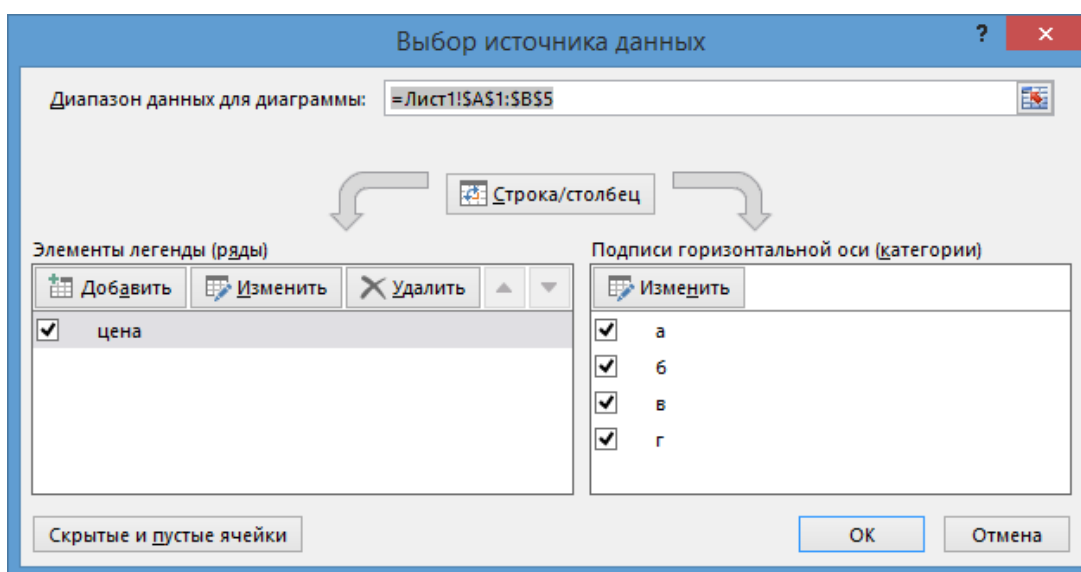 Выбор источника данных
?
Диапазон данных для диаграммы: =Лист1!$A$1:$B$5
Строка/столбец
Элементы легенды (ряды)
Подписи горизонтальной оси (категории)
Добавить Изменить Удалить
Изменить
цена
а
б
в
г
Скрытые и пустые ячейки
ОК
Отмена